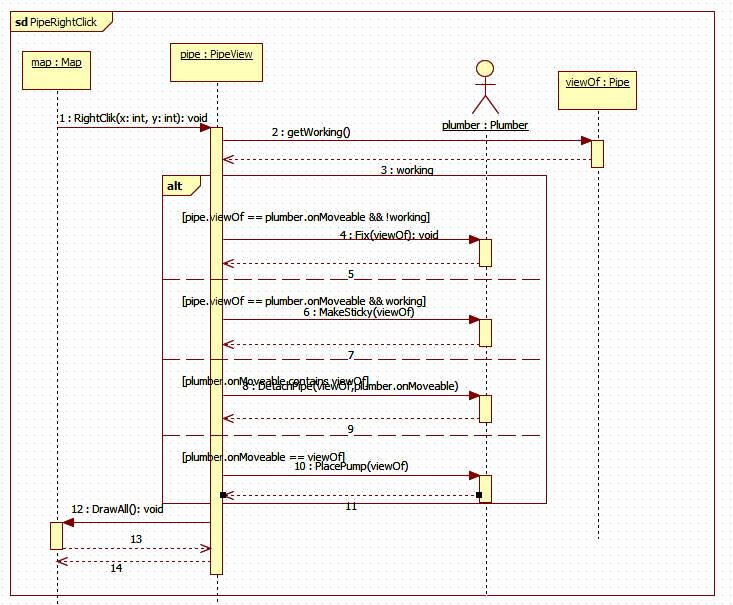 sd PipeRightClick
map : Map
pipe : PipeView
plumber : Plumber
viewOf : Pipe
1 : RightClik(x: int, y: int): void
2 : getWorking()
3 : working
alt
[pipe.viewOf == plumber.onMoveable && !working]
4 : Fix(viewOf): void
5
[pipe.viewOf == plumber.onMoveable && working]
6 : MakeSticky(viewOf)
7
[plumber.onMoveable contains viewOf]
8 : DetachPipe(viewOf,plumber.onMoveable)
9
[plumber.onMoveable == viewOf]
10 : PlacePump(viewOf)
11
12 : DrawAll(): void
13
14